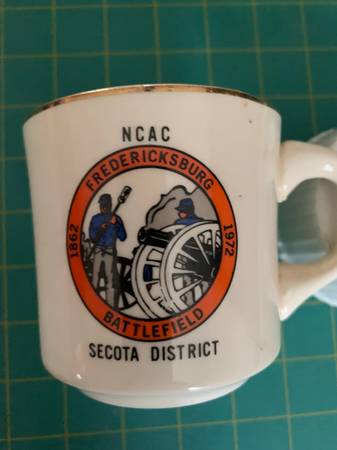 NCAC
FREDERICKSBURG
1862
1972
BATTLEFIELD
SECOTA DISTRICT